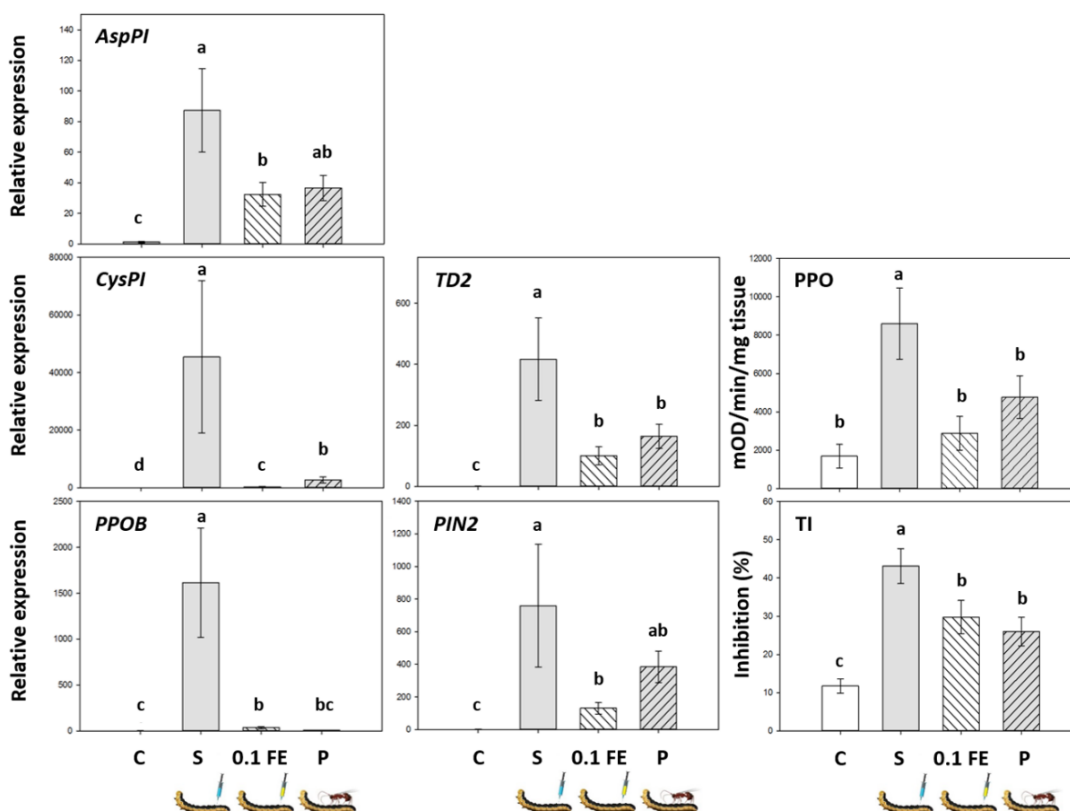 AspPI
Relative expression
140
120
100
80
60
40
20
0
c
a
b
ab
CysPI
Relative expression
80000
60000
40000
20000
0
d
a
c
b
TD2
600
400
200
0
c
a
b
b
PPO
mOD/min/mg tissue
12000
10000
8000
6000
4000
2000
0
b
a
b
b
PPOB
Relative expression
2500
2000
1500
1000
500
0
c
a
b
bc
PIN2
1400
1200
1000
800
600
400
200
0
c
a
b
ab
TI
Inhibition (%)
60
50
40
30
20
10
0
c
a
b
b
C S 0.1 FE P
C S 0.1 FE P
C S 0.1 FE P